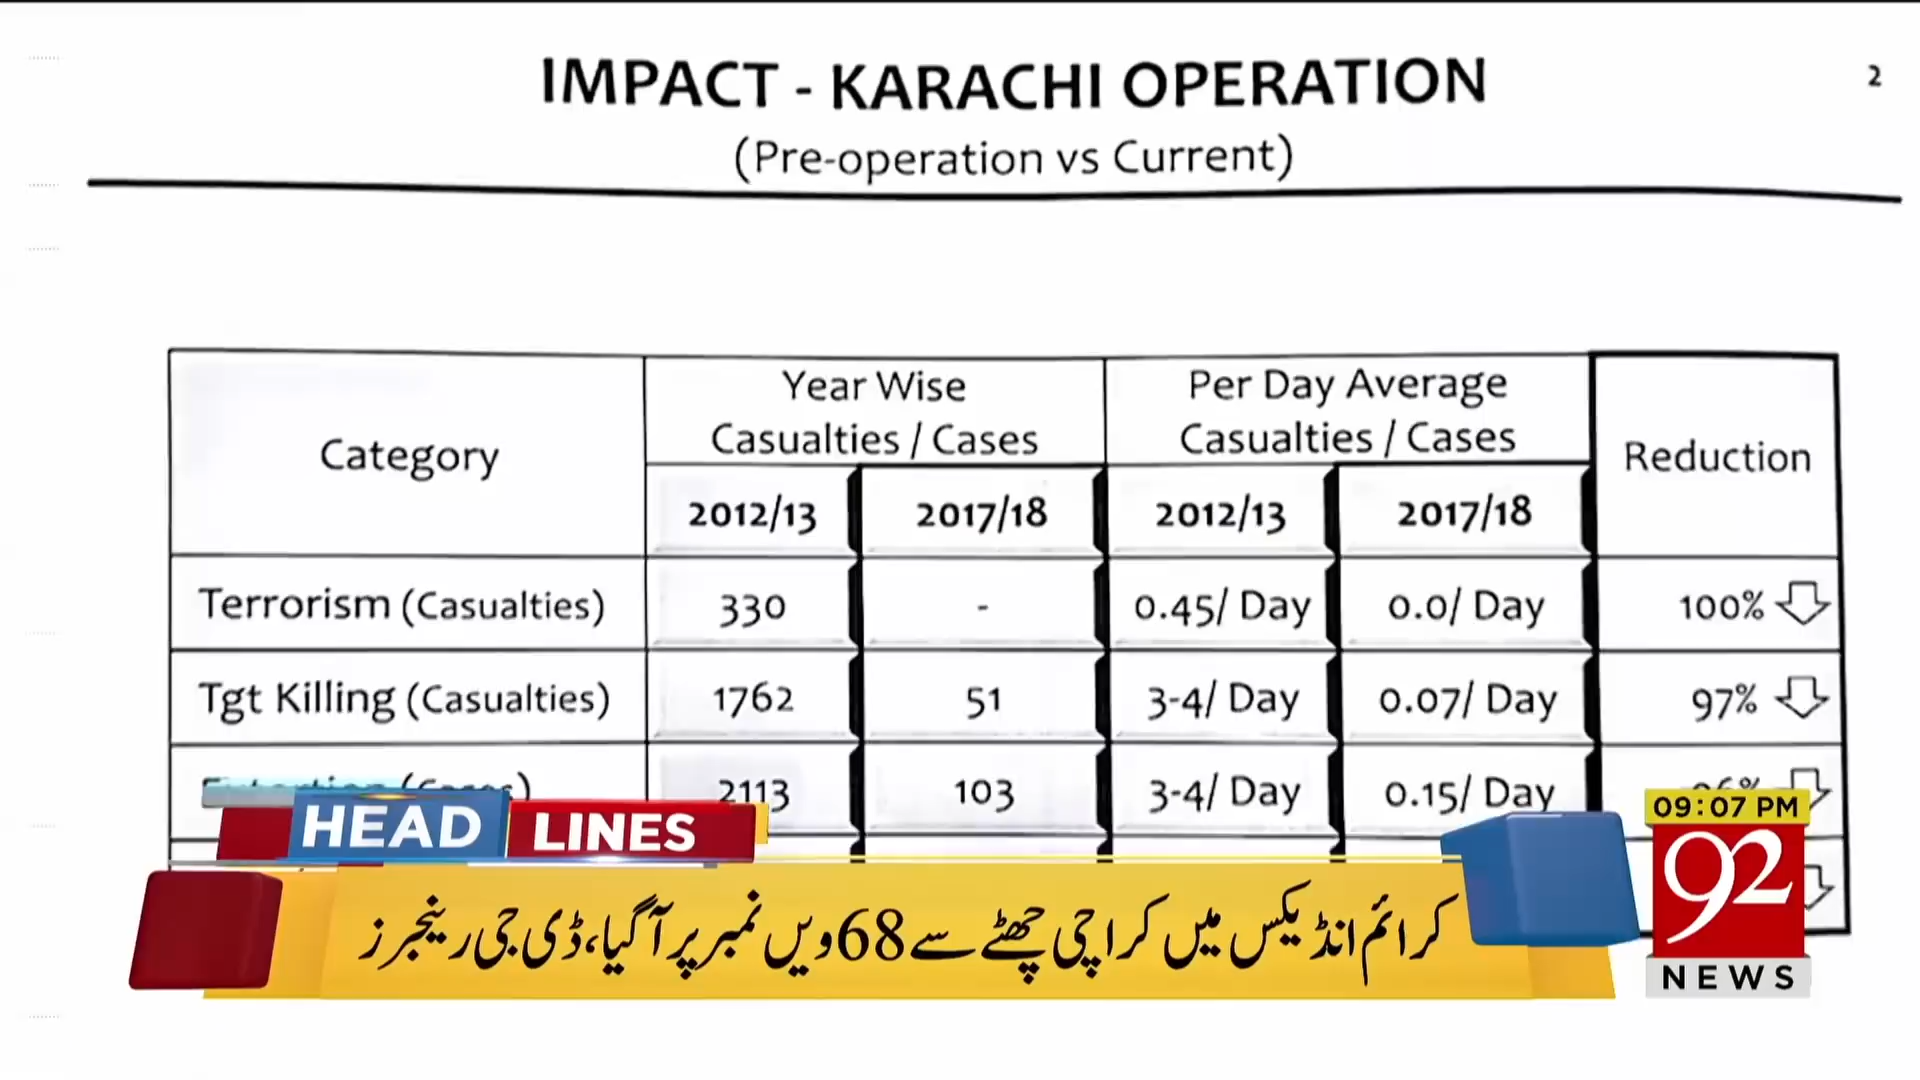 IMPACT - KARACHI OPERATION
2
(Pre-operation vs Current)
Category
Year Wise
Casualties / Cases
Per Day Average
Casualties / Cases
Reduction
2012/13 2017/18 2012/13 2017/18
Terrorism (Casualties) 330 - 0.45/ Day 0.0/ Day 100%
Tgt Killing (Casualties) 1762 51 3-4/ Day 0.07/ Day 97%
2113 103 3-4/ Day 0.15/ Day
HEAD LINES
09:07 PM
92
NEWS
کرائم انڈیکس میں کراچی چھٹے سے 68ویں نمبر پر آگیا، ڈی جی رینجرز